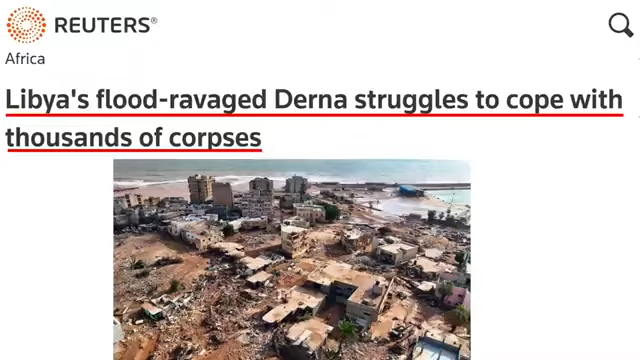 REUTERS®
Africa
Libya's flood-ravaged Derna struggles to cope with
thousands of corpses